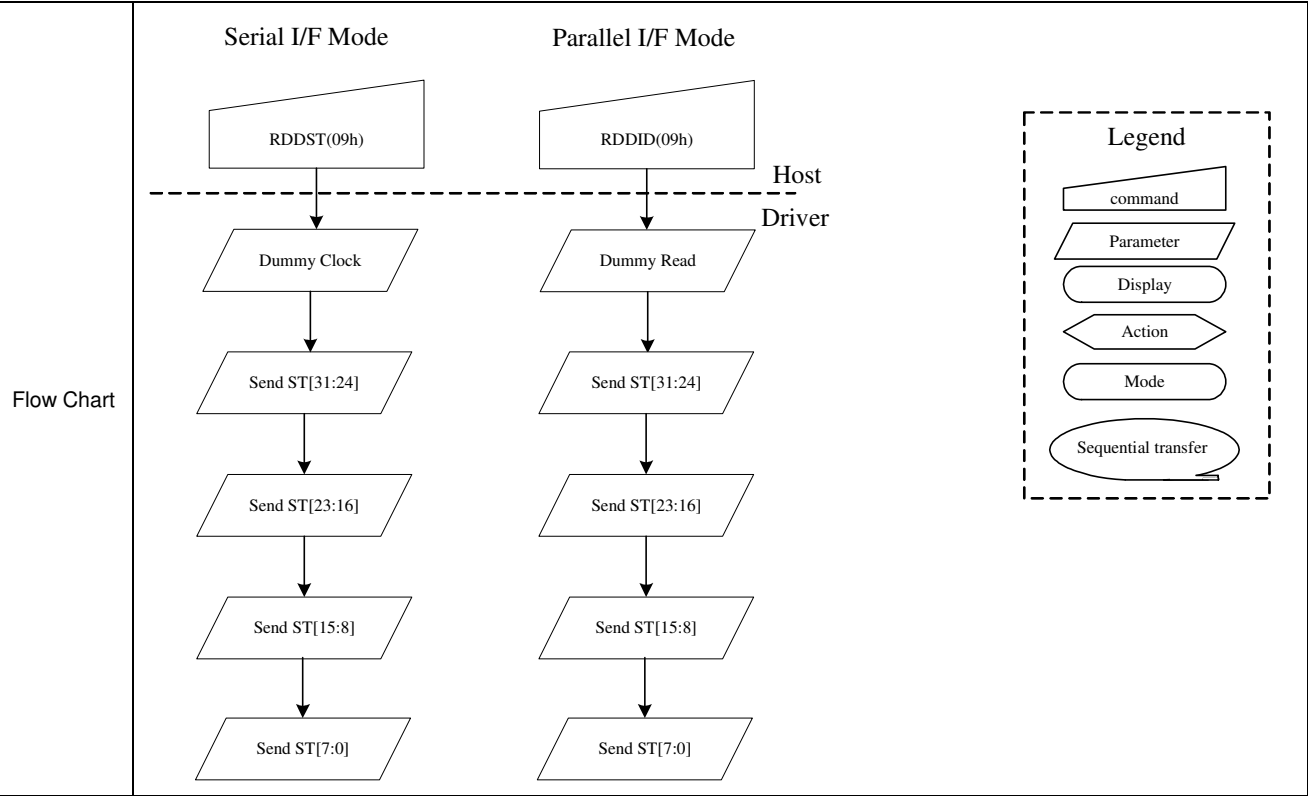 Flow Chart
Serial I/F Mode
Parallel I/F Mode
RDDST(09h)
RDDID(09h)
Host
Driver
Dummy Clock
Dummy Read
Send ST[31:24]
Send ST[31:24]
Send ST[23:16]
Send ST[23:16]
Send ST[15:8]
Send ST[15:8]
Send ST[7:0]
Send ST[7:0]
Legend
command
Parameter
Display
Action
Mode
Sequential transfer